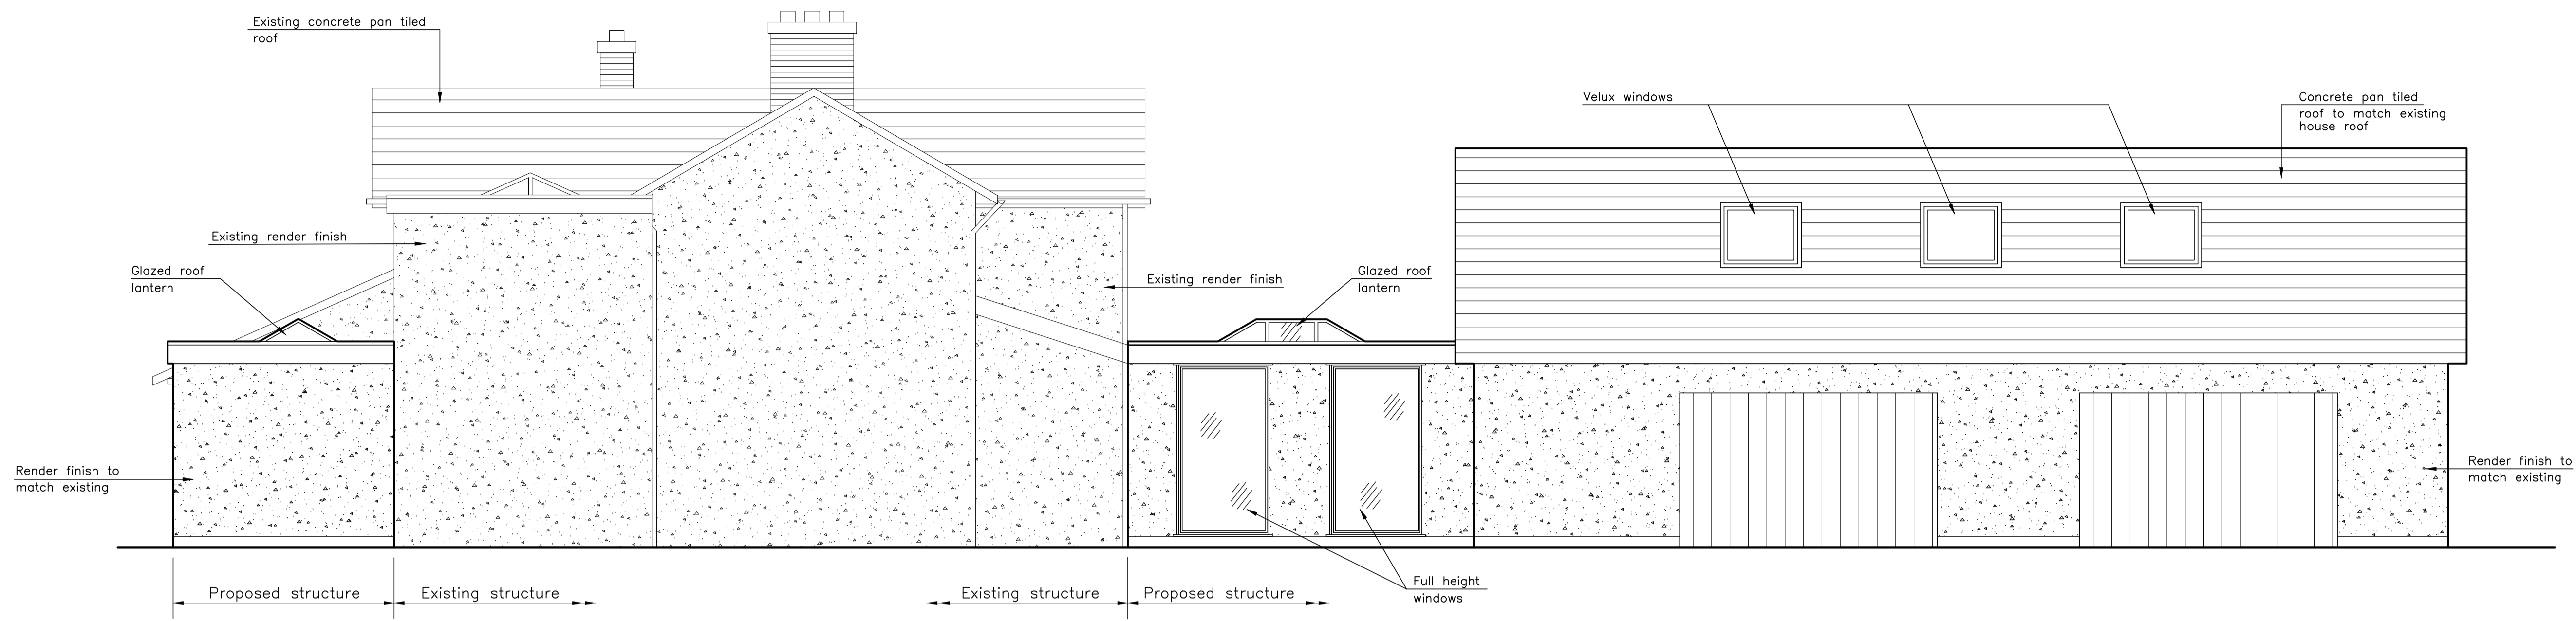 Existing concrete pan tiled
roof
Velux windows
Concrete pan tiled
roof to match existing
house roof
Existing render finish
Glazed roof
lantern
Existing render finish
Glazed roof
lantern
Render finish to
match existing
Render finish to
match existing
Full height
windows
Proposed structure
Existing structure
Existing structure
Proposed structure